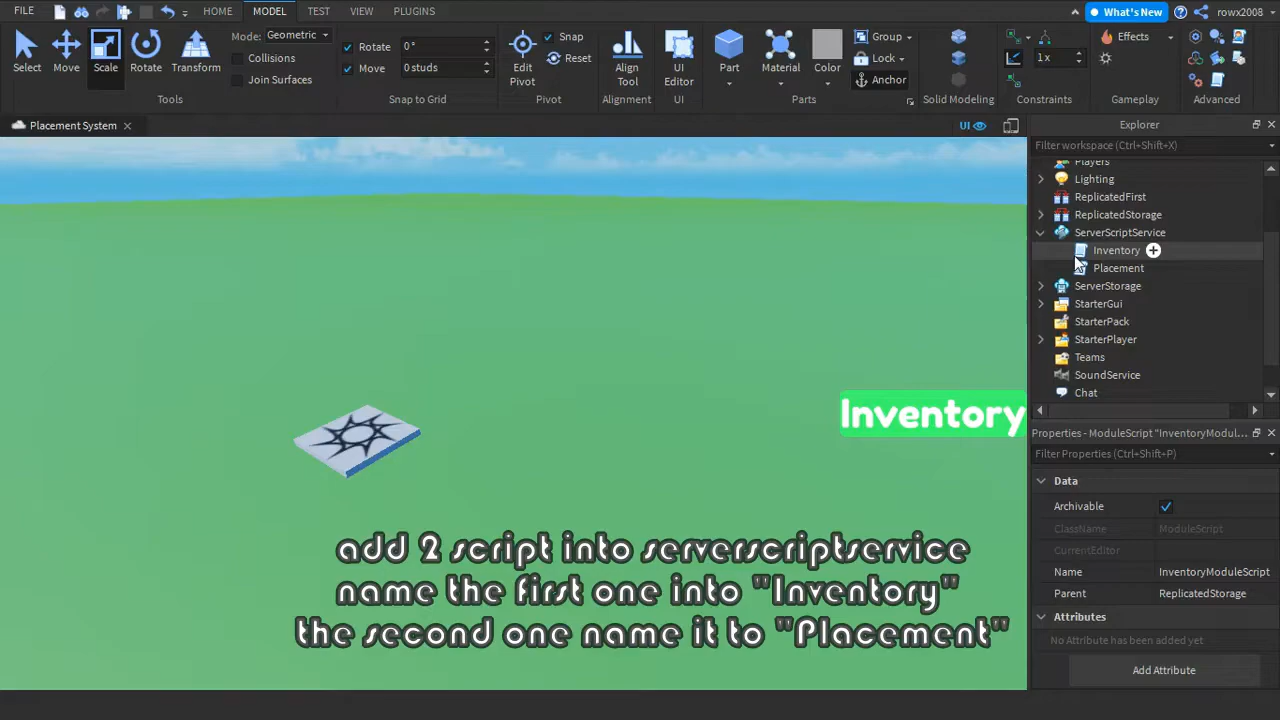 FILE
HOME
MODEL
TEST
VIEW
PLUGINS
What's New
rowx2008
Select
Move
Scale
Rotate
Transform
Mode: Geometric
Collisions
Join Surfaces
Tools
Rotate 0 °
Move 0 studs
Snap to Grid
Edit
Pivot
Snap
Reset
Pivot
Align
Tool
Alignment
UI
Editor
UI
Part
Material
Color
Group
Lock
Anchor
Parts
Solid Modeling
1 x
Constraints
Effects
Gameplay
Advanced
Placement System
UI
Explorer
Filter workspace (Ctrl+Shift+X)
Players
Lighting
ReplicatedFirst
ReplicatedStorage
ServerScriptService
Inventory
Placement
ServerStorage
StarterGui
StarterPack
StarterPlayer
Teams
SoundService
Chat
Inventory
add 2 script into serverscriptservice
name the first one into "Inventory"
the second one name it to "Placement"
Properties - ModuleScript "InventoryModul...
Filter Properties (Ctrl+Shift+P)
Data
Archivable
ClassName ModuleScript
CurrentEditor
Name InventoryModuleScript
Parent ReplicatedStorage
Attributes
No Attribute has been added yet
Add Attribute